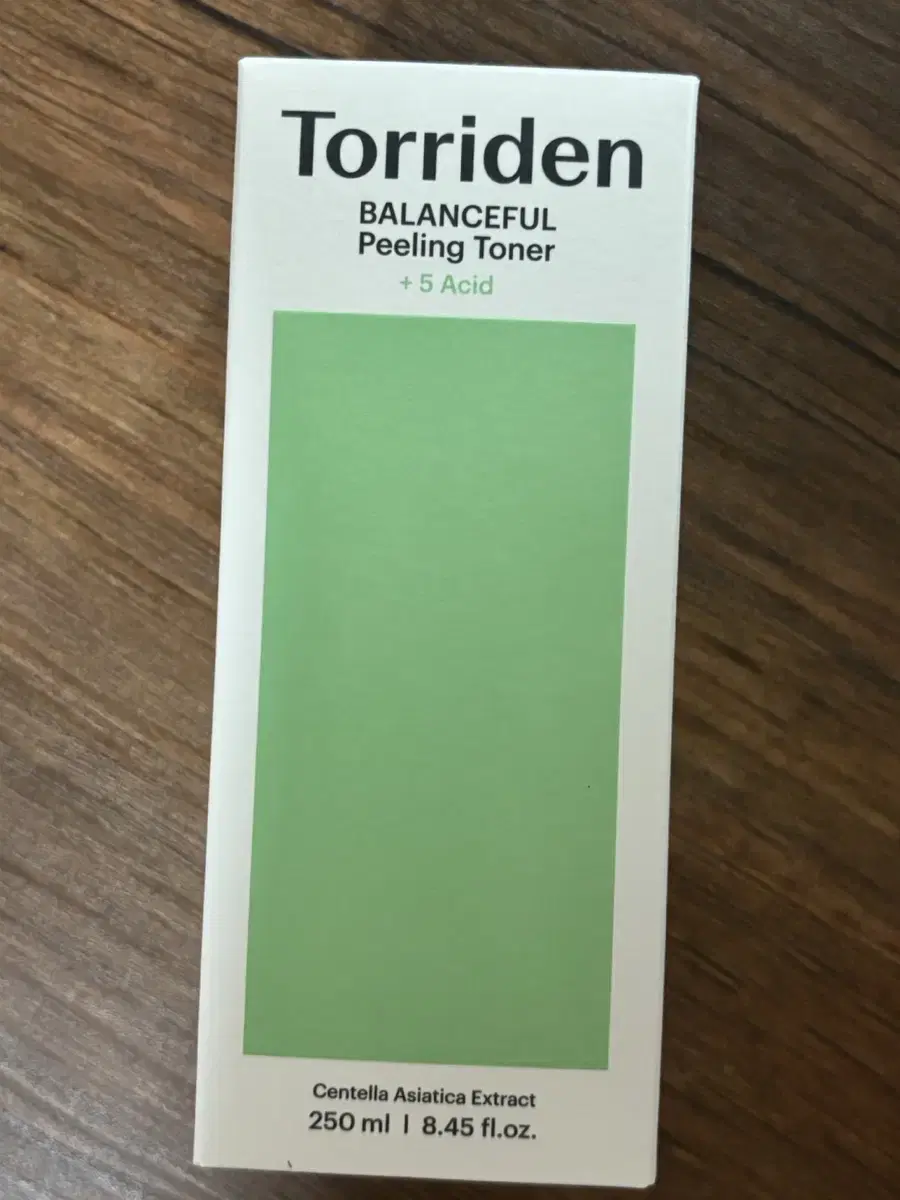 Torriden
BALANCEFUL
Peeling Toner
+ 5 Acid
Centella Asiatica Extract
250 ml | 8.45 fl.oz.